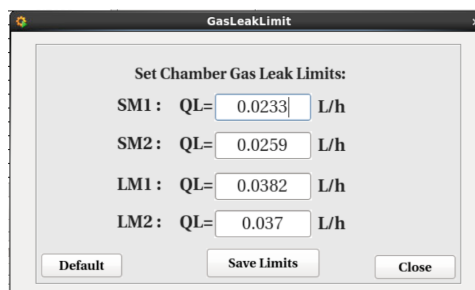 GasLeakLimit
Set Chamber Gas Leak Limits:
SM1: QL= 0.0233 L/h
SM2: QL= 0.0259 L/h
LM1: QL= 0.0382 L/h
LM2: QL= 0.037 L/h
Default Save Limits Close